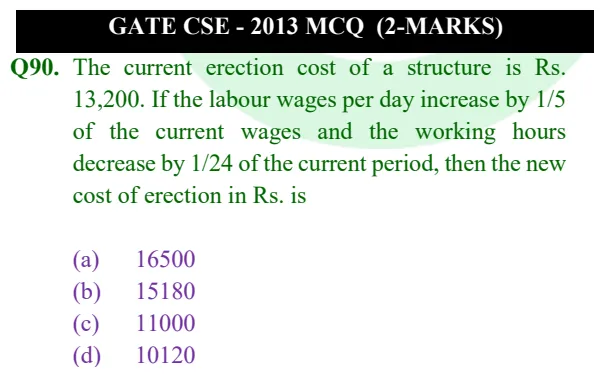 GATE CSE - 2013 MCQ (2-MARKS)
Q90. The current erection cost of a structure is Rs.
13,200. If the labour wages per day increase by 1/5
of the current wages and the working hours
decrease by 1/24 of the current period, then the new
cost of erection in Rs. is
(a) 16500
(b) 15180
(c) 11000
(d) 10120